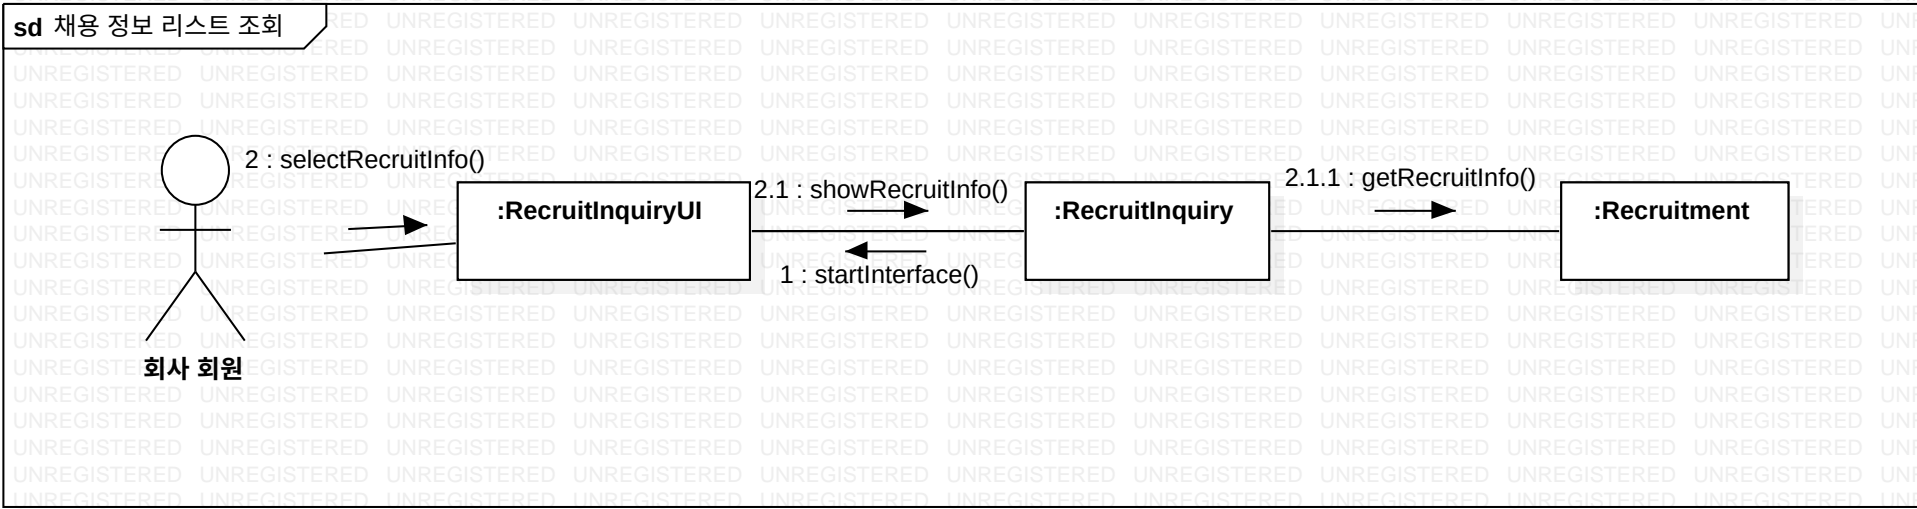 sd 채용 정보 리스트 조회
2 : selectRecruitInfo()
:RecruitInquiryUI
2.1 : showRecruitInfo()
1 : startInterface()
:RecruitInquiry
2.1.1 : getRecruitInfo()
:Recruitment
회사 회원
UNREGISTERED